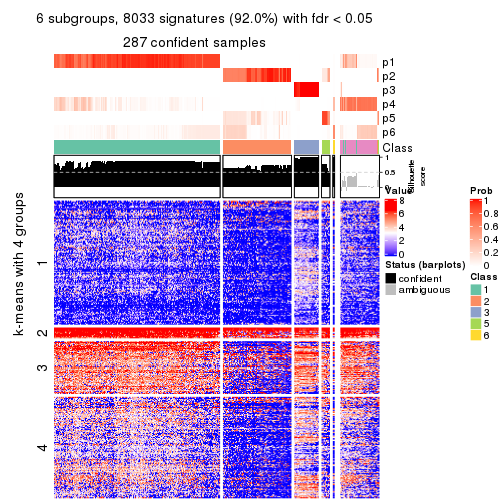 6 subgroups, 8033 signatures (92.0%) with fdr < 0.05
287 confident samples
p1
p2
p3
p4
p5
p6
Class
1
0.5
0
Silhouette
score
k-means with 4 groups
1
2
3
4
Value
8
6
4
2
0
Status (barplots)
confident
ambiguous
Prob
1
0.8
0.6
0.4
0.2
0
Class
1
2
3
5
6